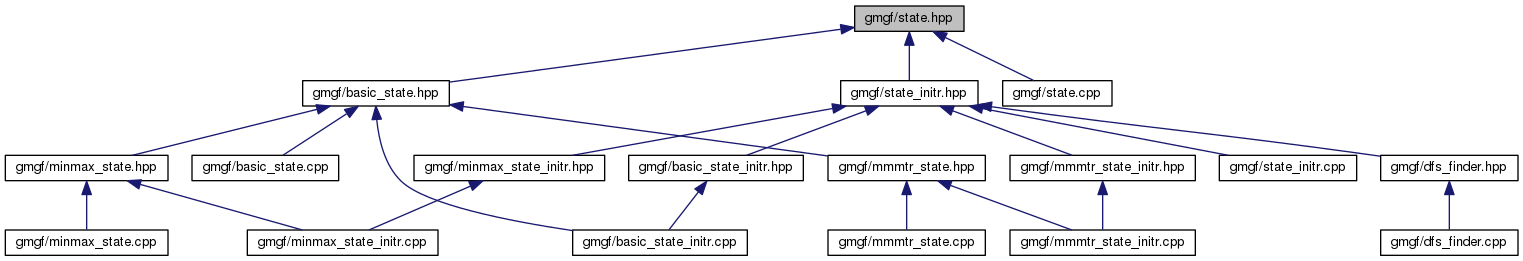 gmgf/state.hpp
gmgf/basic_state.hpp
gmgf/state_initr.hpp
gmgf/state.cpp
gmgf/minmax_state.hpp
gmgf/basic_state.cpp
gmgf/minmax_state_initr.hpp
gmgf/basic_state_initr.hpp
gmgf/mmmtr_state.hpp
gmgf/mmmtr_state_initr.hpp
gmgf/state_initr.cpp
gmgf/dfs_finder.hpp
gmgf/minmax_state.cpp
gmgf/minmax_state_initr.cpp
gmgf/basic_state_initr.cpp
gmgf/mmmtr_state.cpp
gmgf/mmmtr_state_initr.cpp
gmgf/dfs_finder.cpp